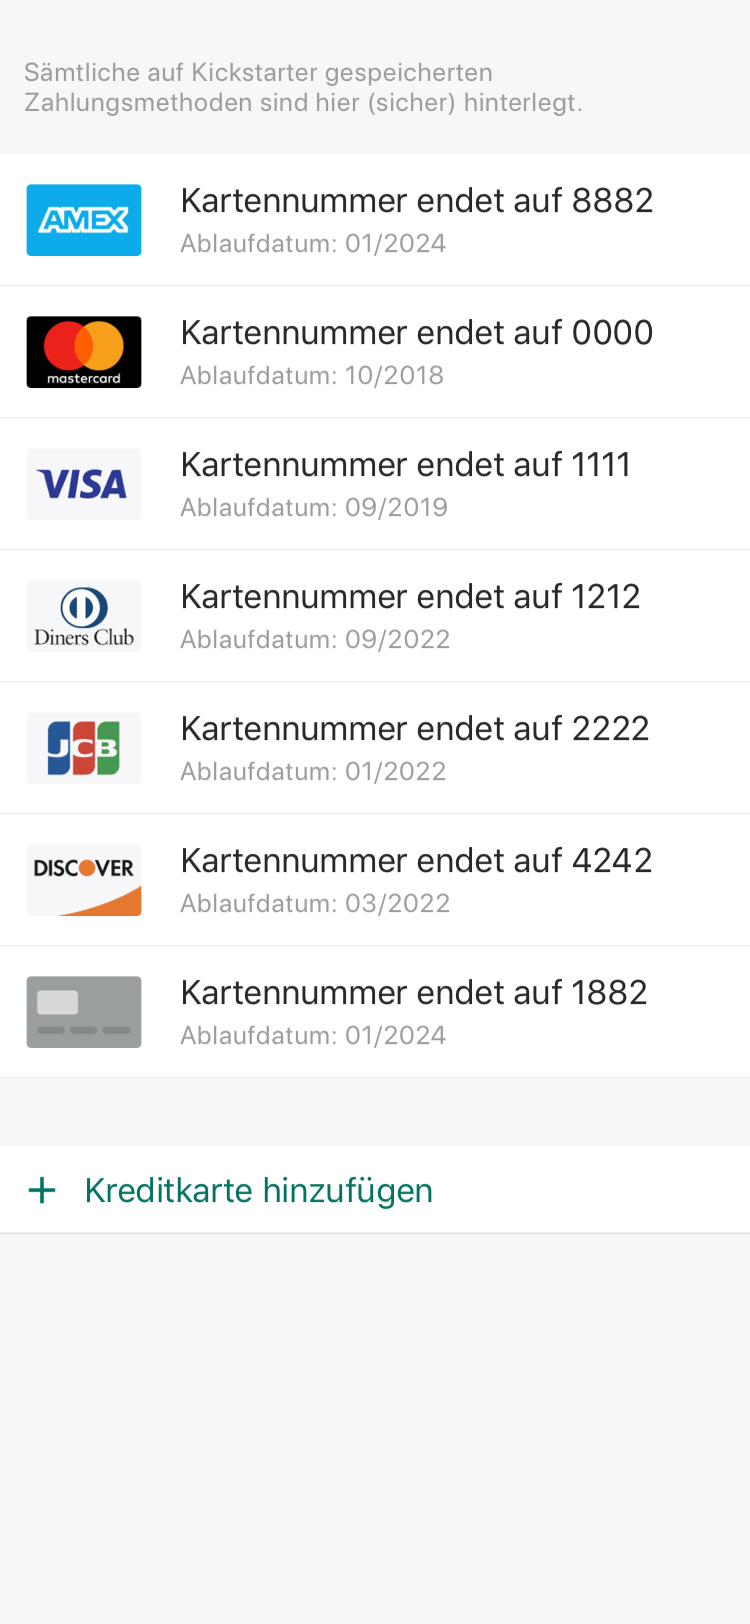 Sämtliche auf Kickstarter gespeicherten
Zahlungsmethoden sind hier (sicher) hinterlegt.
AMEX
Kartennummer endet auf 8882
Ablaufdatum: 01/2024
mastercard
Kartennummer endet auf 0000
Ablaufdatum: 10/2018
VISA
Kartennummer endet auf 1111
Ablaufdatum: 09/2019
Diners Club
Kartennummer endet auf 1212
Ablaufdatum: 09/2022
JCB
Kartennummer endet auf 2222
Ablaufdatum: 01/2022
DISCOVER
Kartennummer endet auf 4242
Ablaufdatum: 03/2022
Kartennummer endet auf 1882
Ablaufdatum: 01/2024
+ Kreditkarte hinzufügen